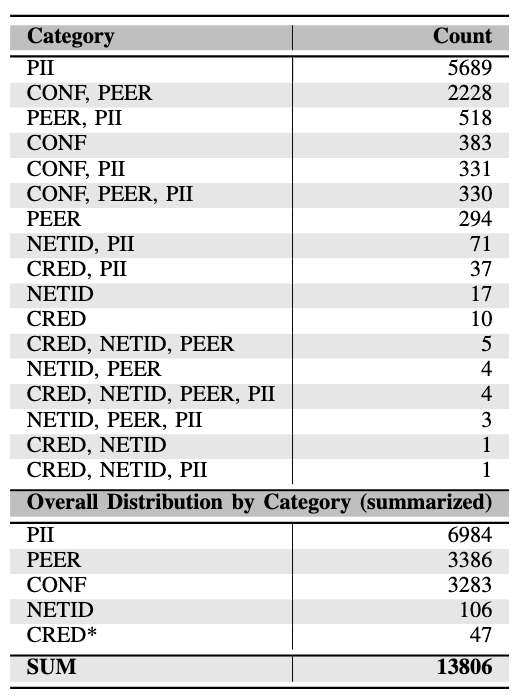 Category Count
PII 5689
CONF, PEER 2228
PEER, PII 518
CONF 383
CONF, PII 331
CONF, PEER, PII 330
PEER 294
NETID, PII 71
CRED, PII 37
NETID 17
CRED 10
CRED, NETID, PEER 5
NETID, PEER 4
CRED, NETID, PEER, PII 4
NETID, PEER, PII 3
CRED, NETID 1
CRED, NETID, PII 1
Overall Distribution by Category (summarized)
PII 6984
PEER 3386
CONF 3283
NETID 106
CRED* 47
SUM 13806